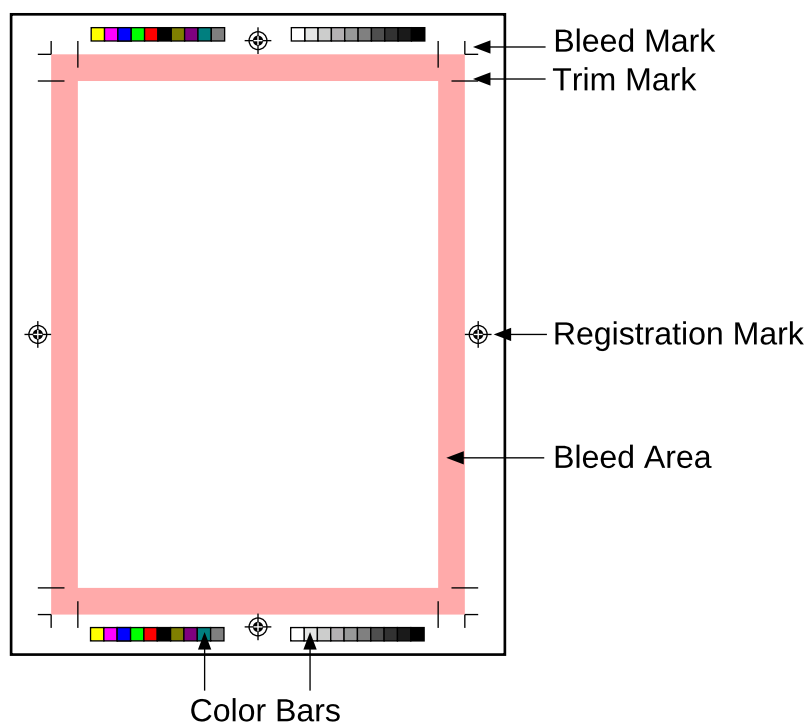 Bleed Mark
Trim Mark
Registration Mark
Bleed Area
Color Bars